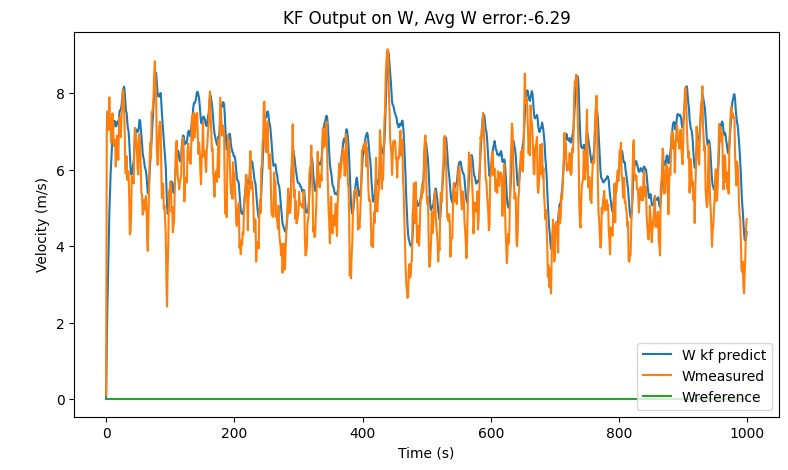 KF Output on W, Avg W error:-6.29
Velocity (m/s)
8
6
4
2
0
W kf predict
Wmeasured
Wreference
0
200
400
600
800
1000
Time (s)